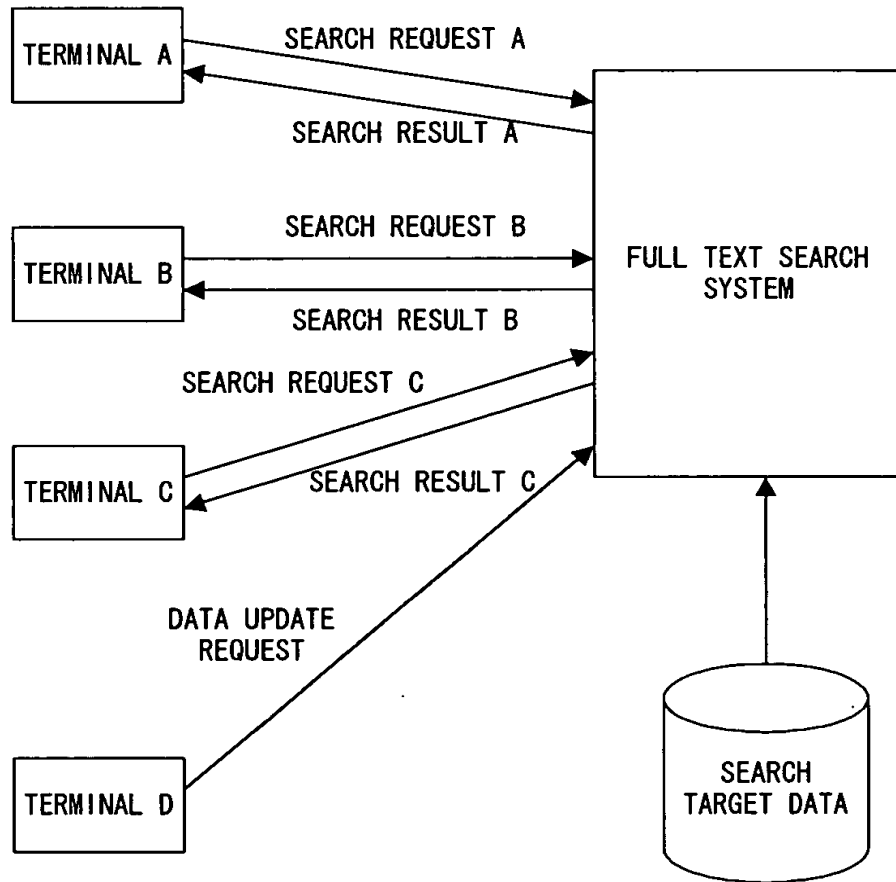 TERMINAL A
SEARCH REQUEST A
SEARCH RESULT A
TERMINAL B
SEARCH REQUEST B
SEARCH RESULT B
FULL TEXT SEARCH
SYSTEM
SEARCH REQUEST C
TERMINAL C
SEARCH RESULT C
DATA UPDATE
REQUEST
TERMINAL D
SEARCH
TARGET DATA